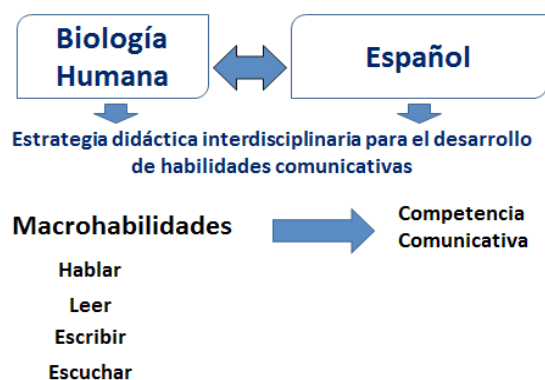 Biología
Humana
Español
Estrategia didáctica interdisciplinaria para el desarrollo
de habilidades comunicativas
Macrohabilidades
Competencia
Comunicativa
Hablar
Leer
Escribir
Escuchar